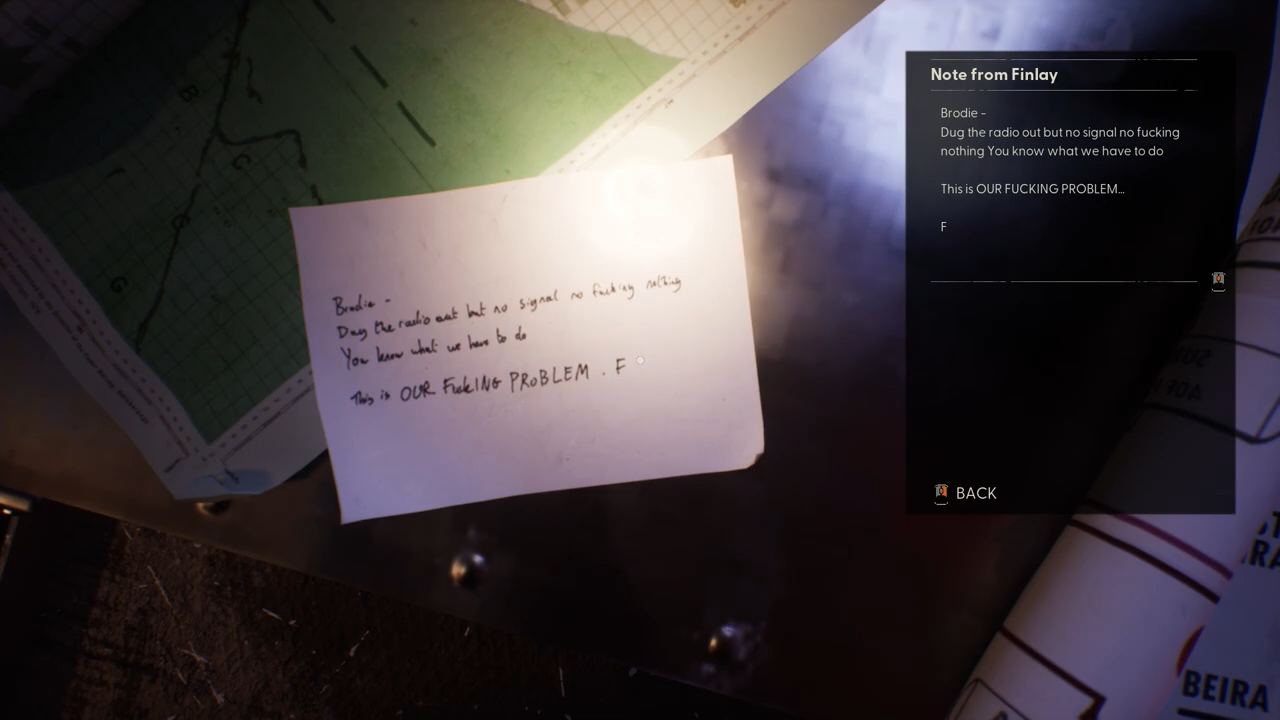 Brodie -
Dug the radio out but no signal no fucking nothing
You know what we have to do
This is OUR FUCKING PROBLEM . F
Note from Finlay
Brodie -
Dug the radio out but no signal no fucking
nothing You know what we have to do
This is OUR FUCKING PROBLEM...
F
BACK
B
C
G
G
BEIRA